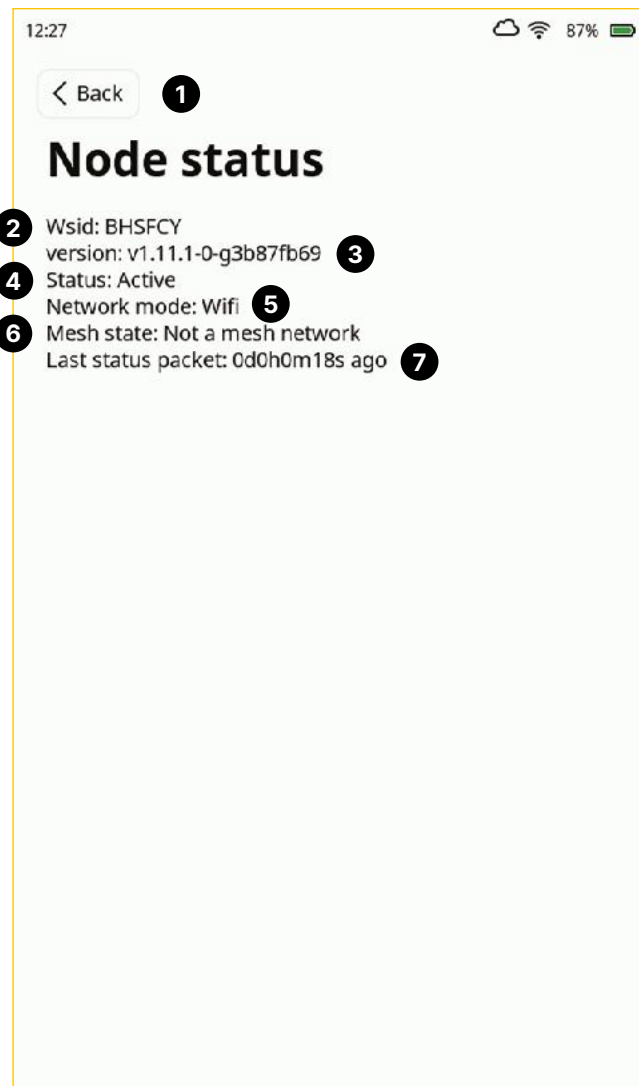 12:27 87%
Back 1
Node status
2 Wsid: BHSFCY
version: v1.11.1-0-g3b87fb69 3
4 Status: Active
Network mode: Wifi 5
6 Mesh state: Not a mesh network
Last status packet: 0d0h0m18s ago 7